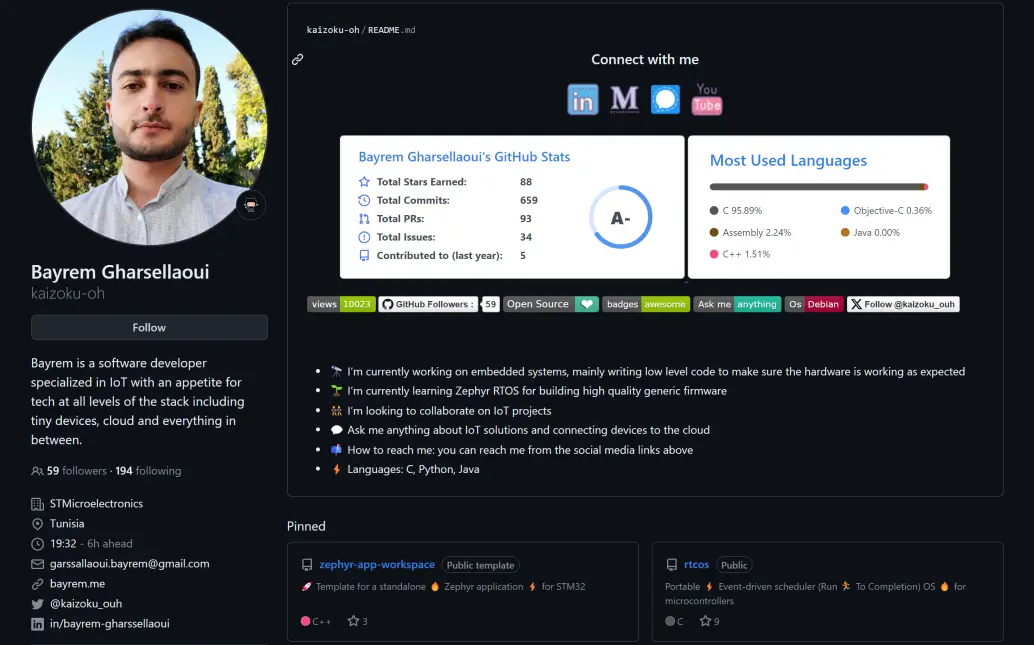 Bayrem Gharsellaoui
kaizoku-oh
Follow
Bayrem is a software developer
specialized in IoT with an appetite for
tech at all levels of the stack including
tiny devices, cloud and everything in
between.
59 followers · 194 following
STMicroelectronics
Tunisia
19:32 - 6h ahead
garssallaoui.bayrem@gmail.com
bayrem.me
@kaizoku_ouh
in/bayrem-gharssellaoui
kaizoku-oh / README.md
Connect with me
in M You Tube
Bayrem Gharsellaoui's GitHub Stats
Total Stars Earned: 88
Total Commits: 659
Total PRs: 93
Total Issues: 34
Contributed to (last year): 5
A-
Most Used Languages
C 95.89% Objective-C 0.36%
Assembly 2.24% Java 0.00%
C++ 1.51%
views 10023 GitHub Followers : 59 Open Source badges awesome Ask me anything Os Debian X Follow @kaizoku_ouh
I'm currently working on embedded systems, mainly writing low level code to make sure the hardware is working as expected
I'm currently learning Zephyr RTOS for building high quality generic firmware
I'm looking to collaborate on IoT projects
Ask me anything about IoT solutions and connecting devices to the cloud
How to reach me: you can reach me from the social media links above
Languages: C, Python, Java
Pinned
zephyr-app-workspace Public template
🚀 Template for a standalone 🔥 Zephyr application ⚡ for STM32
C++ 3
rtcos Public
Portable ⚡ Event-driven scheduler (Run 🏃 To Completion) OS 🔥 for
microcontrollers
C 9